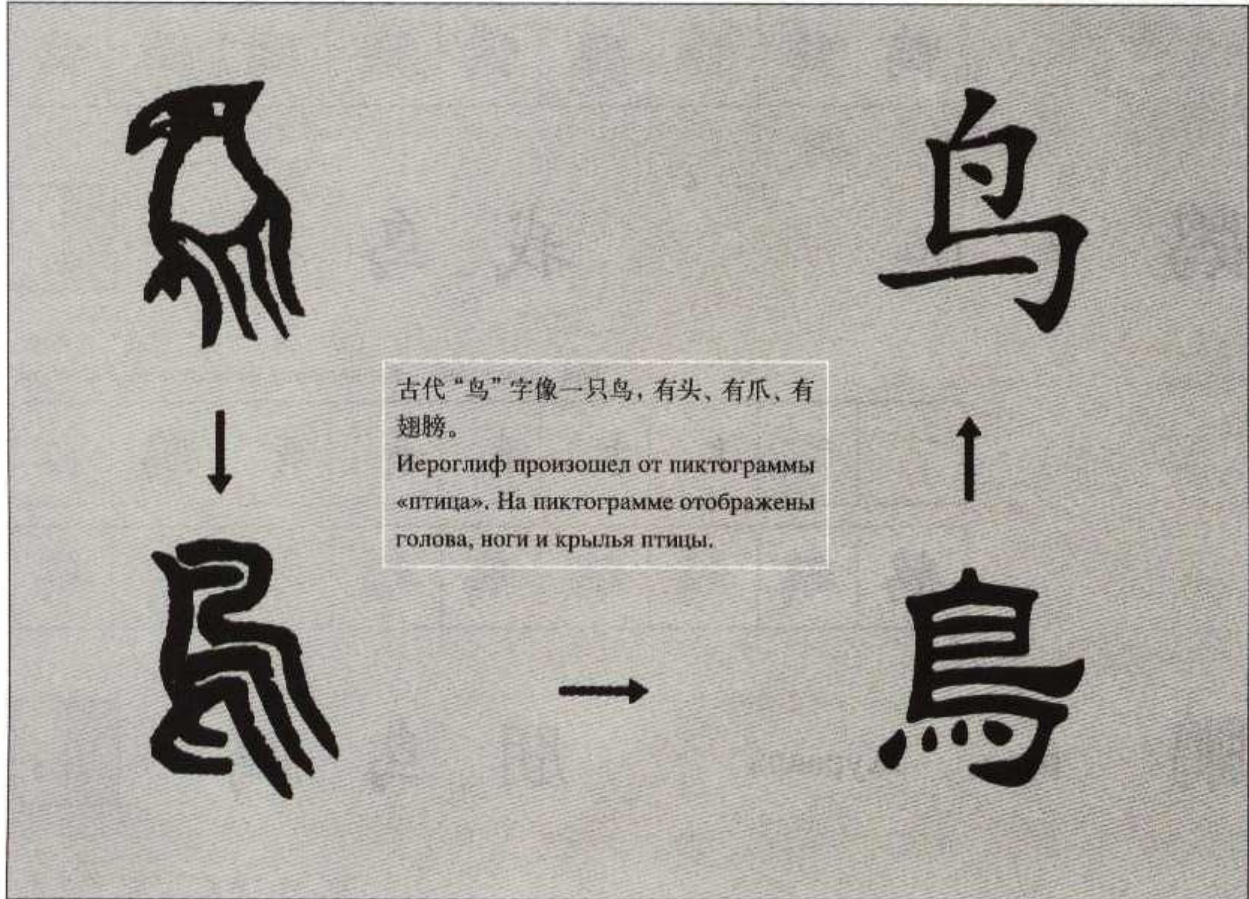 鸟
古代“鸟”字像一只鸟，有头、有爪、有
翅膀。
Иероглиф произошел от пиктограммы
«птица». На пиктограмме отображены
голова, ноги и крылья птицы.
鳥